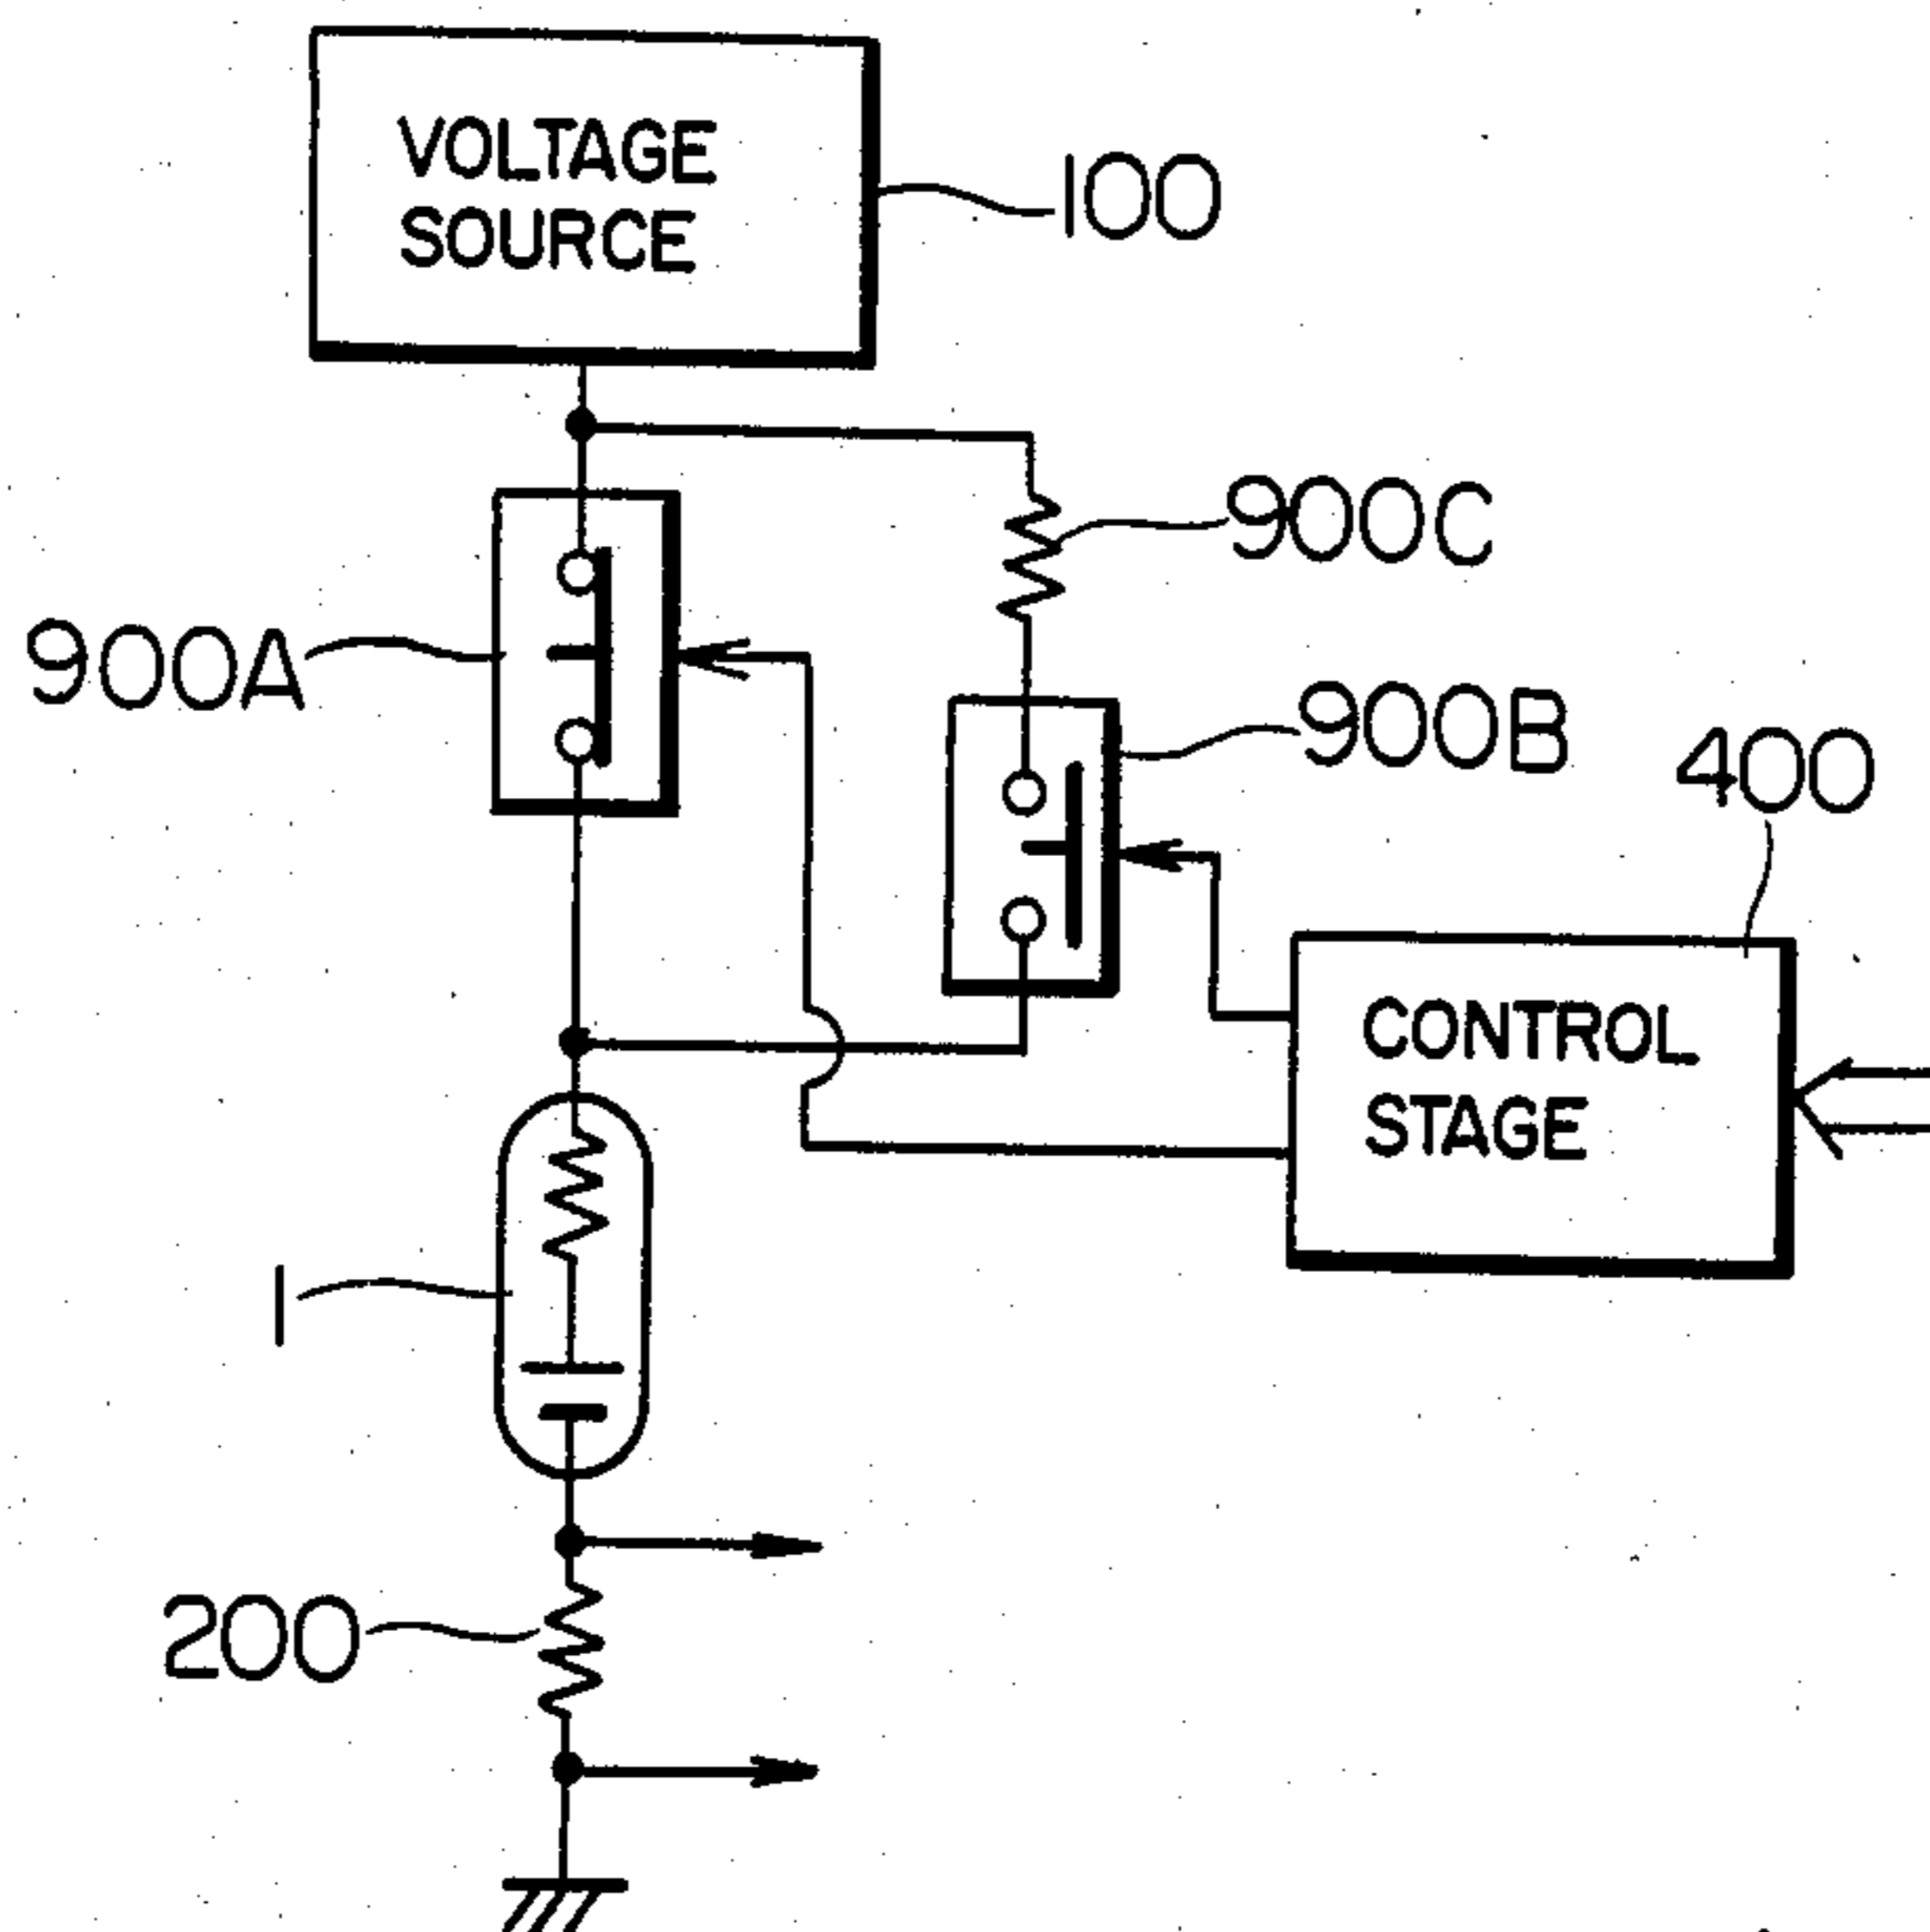 VOLTAGE
SOURCE
100
900C
900A
900B
400
CONTROL
STAGE
1
200